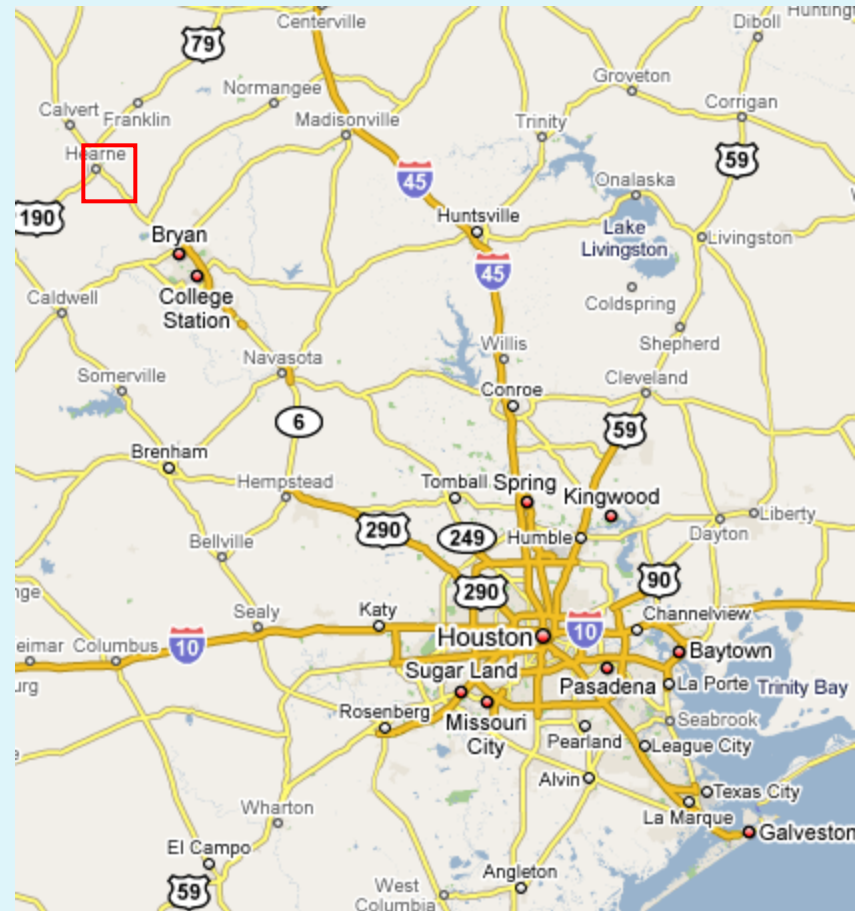 Centerville
Diboll
Huntin
79
Groveton
Normangee
Calvert
Franklin
Madisonville
Trinity
Corrigan
Hearne
59
45
Onalaska
190
Huntsville
Lake
Livingston
Livingston
Bryan
45
College
Station
Caldwell
Coldspring
Willis
Shepherd
Navasota
Somerville
Conroe
Cleveland
6
59
Brenham
Hempstead
Tomball
Spring
Kingwood
Liberty
290
249
Humble
Dayton
Bellville
290
90
nge
Sealy
Katy
Channelview
10
Houston
10
eimar
Columbus
Baytown
urg
Sugar Land
Pasadena
La Porte
Trinity Bay
Rosenberg
Missouri
City
Seabrook
Pearland
League City
Alvin
Texas City
Wharton
La Marque
Galveston
El Campo
Angleton
59
West
Columbia